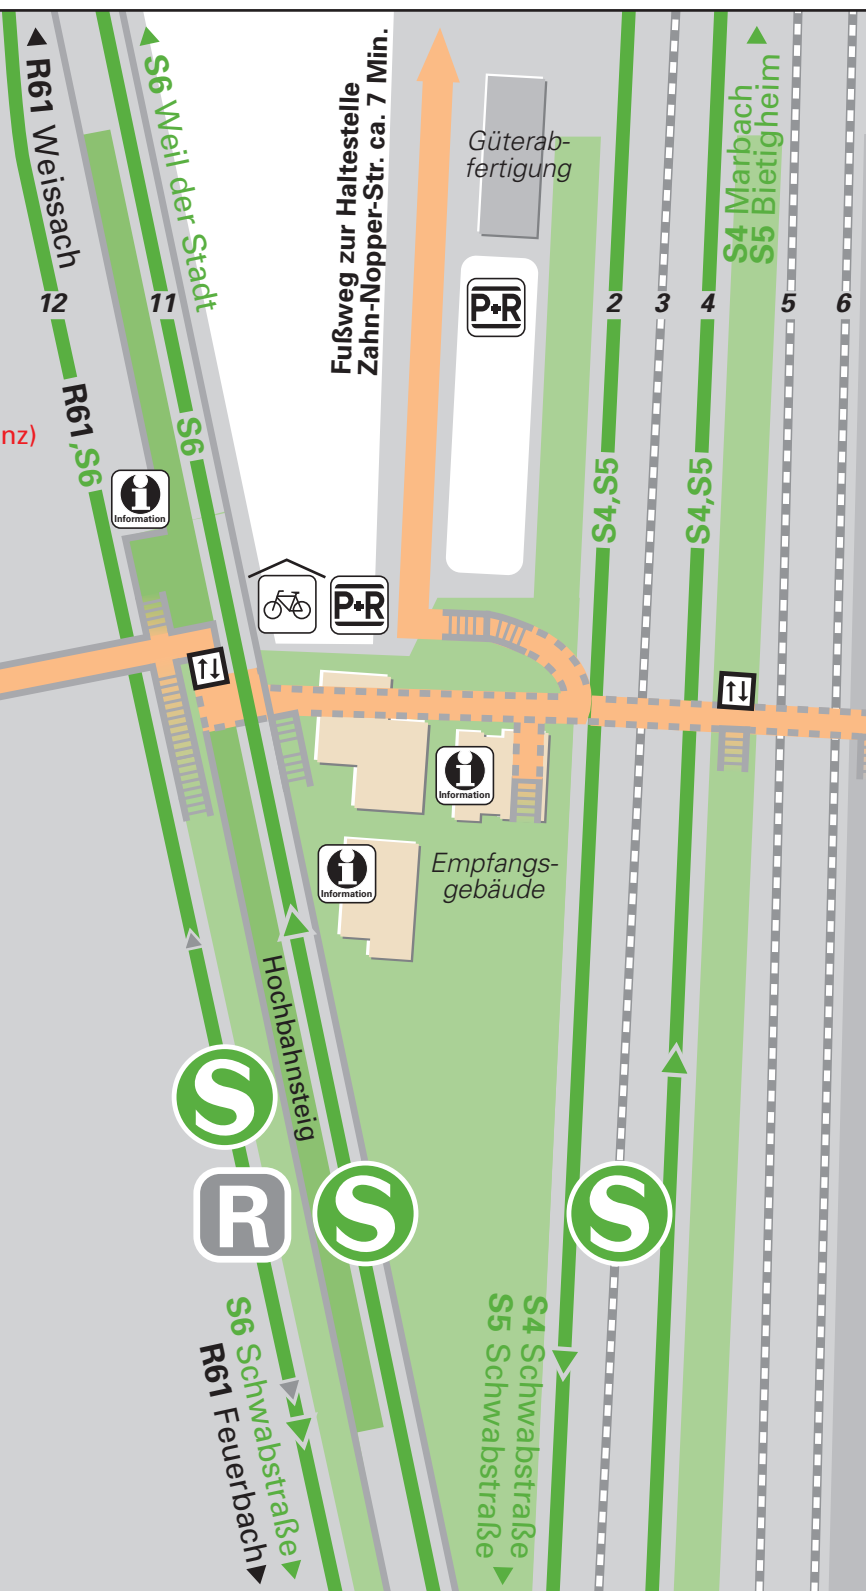 R61 Weissach
S6 Weil der Stadt
Fußweg zur Haltestelle
Zahn-Nopper-Str. ca. 7 Min.
Güterab-
fertigung
S4 Marbach
S5 Bietigheim
12
11
P+R
2
3
4
5
6
R61,S6
S6
nz)
S4,S5
S4,S5
i
Information
P+R
i
Information
i
Information
Empfangs-
gebäude
Hochbahnsteig
S
R
S
S
S6 Schwabstraße
R61 Feuerbach
S4 Schwabstraße
S5 Schwabstraße